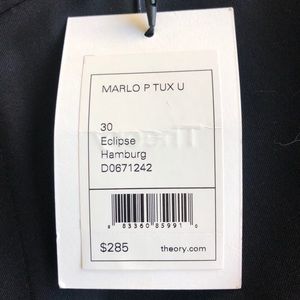 MARLO P TUX U
30
Eclipse
Hamburg
D0671242
8 83360 85991 0
$285 theory.com